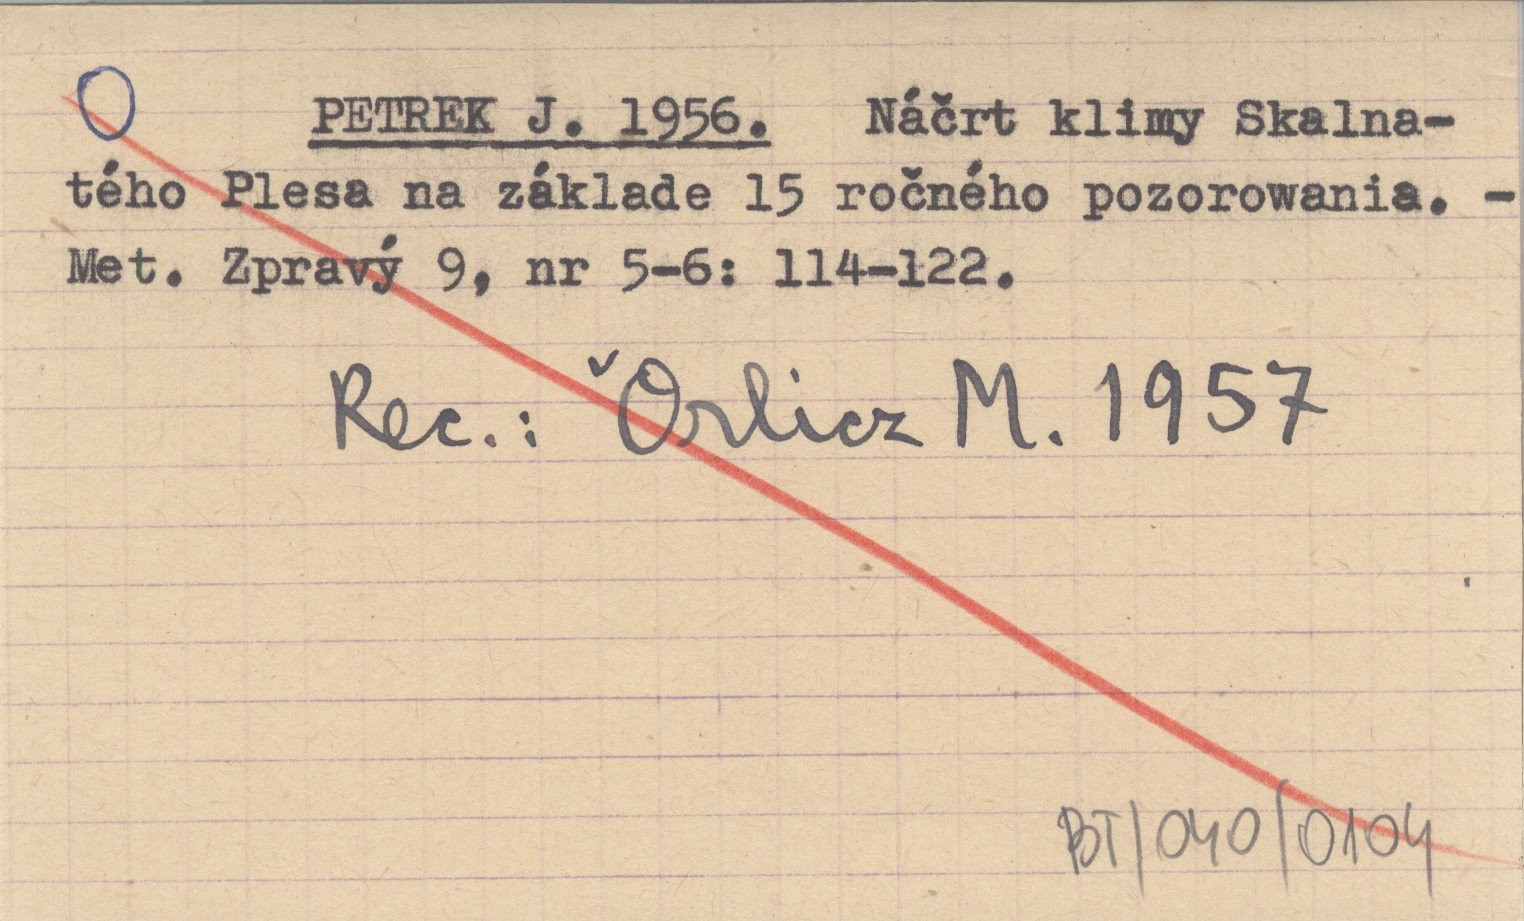 PETREK J. 1956. Náčrt klimy Skalna-
tého Plesa na základe 15 ročného pozorowania. -
Met. Zpravý 9, nr 5-6: 114-122.
Rec.: ˇOrlicz M. 1957
BT/040/0104